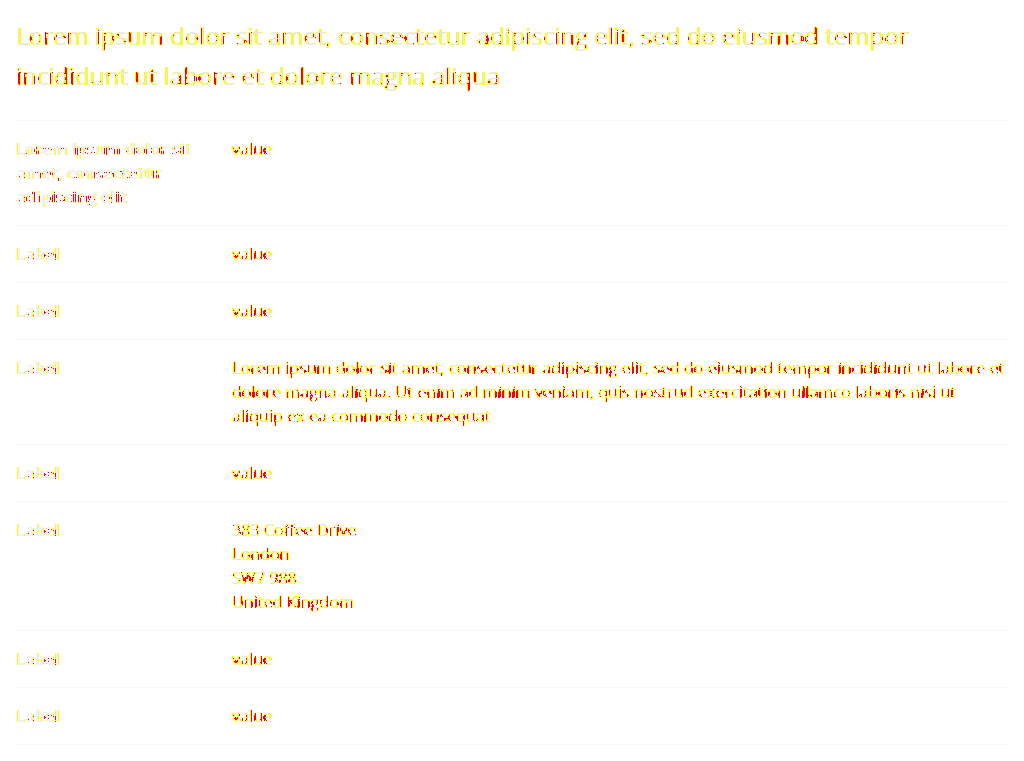 Lorem ipsum dolor sit amet, consectetur adipiscing elit, sed do eiusmod tempor
incididunt ut labore et dolore magna aliqua
Lorem ipsum dolor sit
amet, consectetur
adipiscing elit
value
Label
value
Label
value
Label
Lorem ipsum dolor sit amet, consectetur adipiscing elit, sed do eiusmod tempor incididunt ut labore et
dolore magna aliqua. Ut enim ad minim veniam, quis nostrud exercitation ullamco laboris nisi ut
aliquip ex ea commodo consequat
Label
value
Label
383 Coffee Drive
London
SW7 988
United Kingdom
Label
value
Label
value